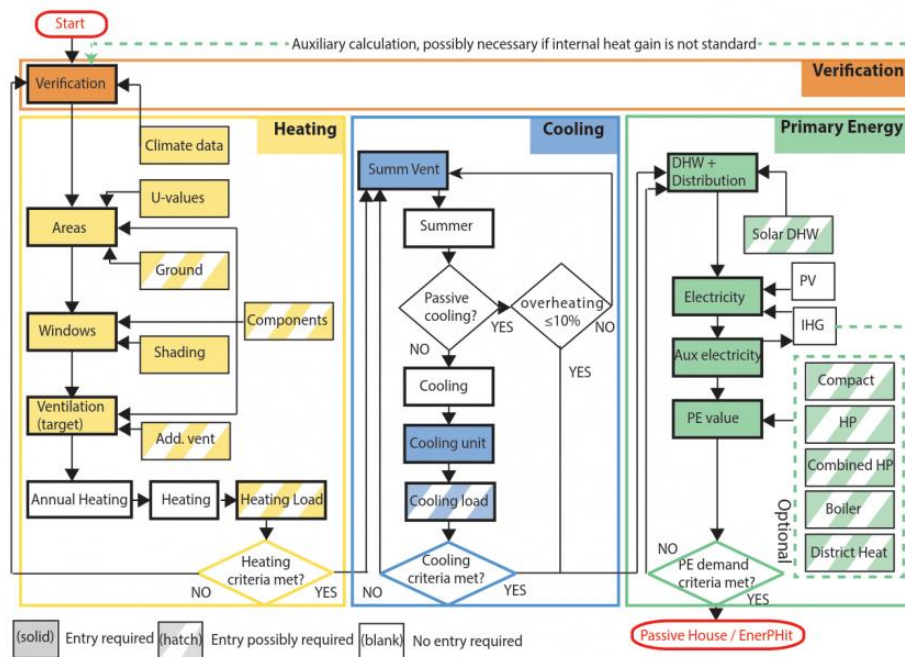 Start
Auxiliary calculation, possibly necessary if internal heat gain is not standard
Verification
Verification
Heating
Climate data
U-values
Areas
Ground
Components
Windows
Shading
Ventilation
(target)
Add. vent
Annual Heating
Heating
Heating Load
Heating
criteria met?
NO
YES
Cooling
Summ Vent
Summer
Passive
cooling?
YES
overheating
≤10%
NO
NO
YES
Cooling
Cooling unit
Cooling load
Cooling
criteria met?
NO
YES
Primary Energy
DHW +
Distribution
Solar DHW
PV
Electricity
IHG
Aux electricity
PE value
Compact
HP
Combined HP
Boiler
District Heat
Optional
NO
PE demand
criteria met?
YES
Passive House / EnerPHit
(solid) Entry required (hatch) Entry possibly required (blank) No entry required